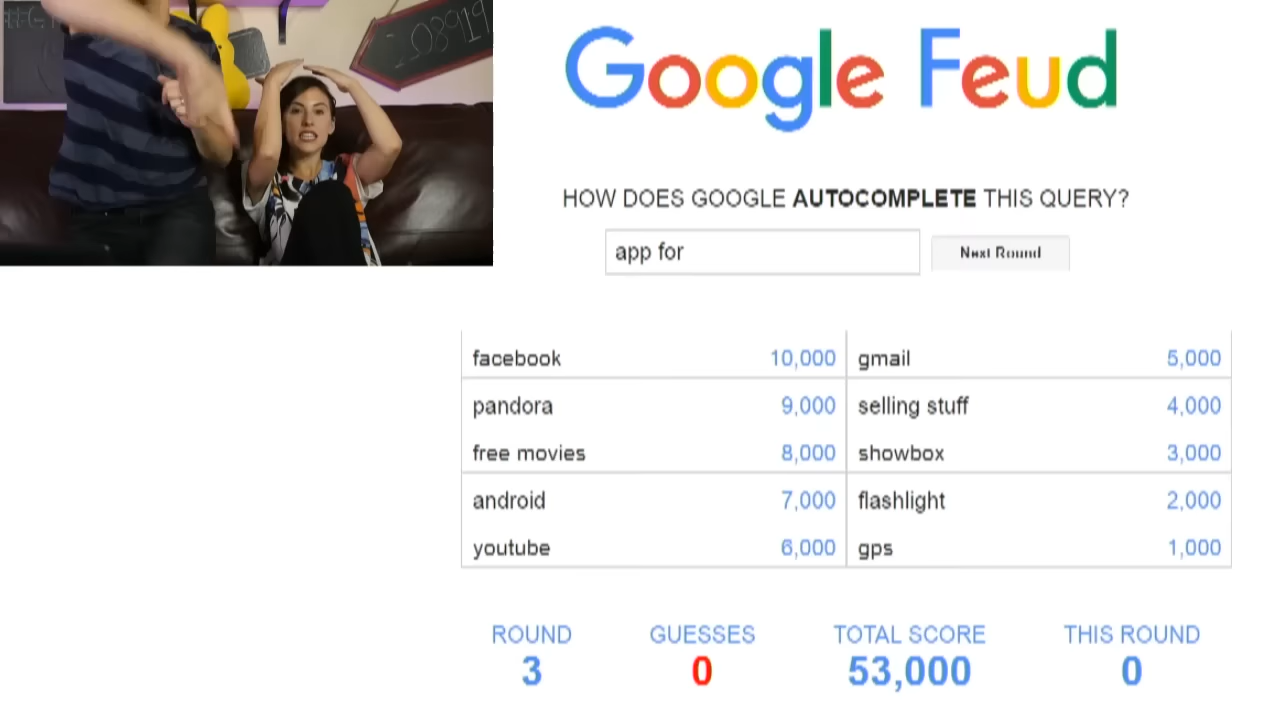 Google Feud
HOW DOES GOOGLE AUTOCOMPLETE THIS QUERY?
app for
Next Round
facebook 10,000 gmail 5,000
pandora 9,000 selling stuff 4,000
free movies 8,000 showbox 3,000
android 7,000 flashlight 2,000
youtube 6,000 gps 1,000
ROUND GUESSES TOTAL SCORE THIS ROUND
3 0 53,000 0